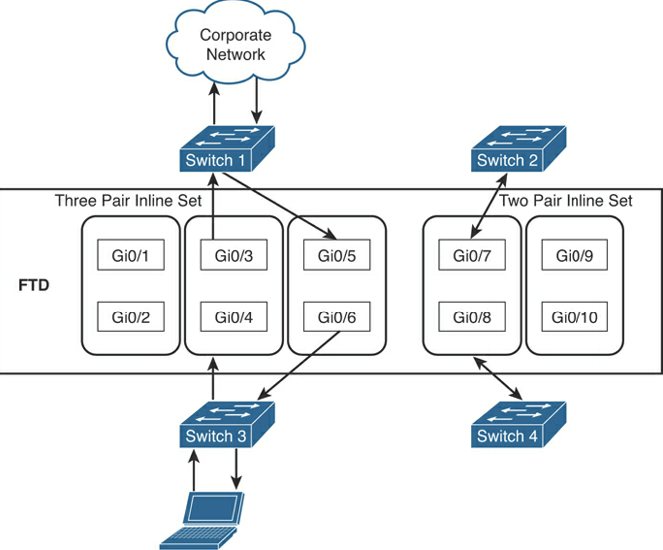 Corporate
Network
Switch 1
Switch 2
Three Pair Inline Set
Two Pair Inline Set
Gi0/1
Gi0/3
Gi0/5
Gi0/7
Gi0/9
FTD
Gi0/2
Gi0/4
Gi0/6
Gi0/8
Gi0/10
Switch 3
Switch 4